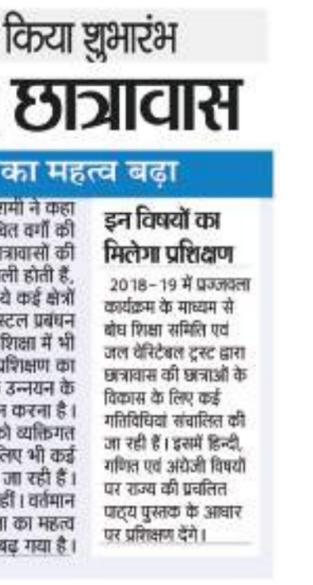 किया शुभारंभ
छात्रावास
का महत्व बढ़ा
ामी ने कहा
चित वर्गो की
त्रावासों की
ली होती हैं,
ये कई क्षेत्रों
स्टल प्रबंधन
शिक्षा में भी
प्रशिक्षण का
उन्नयन के
न करना है।
को व्यक्तिगत
लिए भी कई
जा रही हैं।
हीं। वर्तमान
ा का महत्व
बढ़ गया है।
इन विषयों का
मिलेगा प्रशिक्षण
2018-19 में प्रज्जवला
कार्यक्रम के माध्यम से
बोध शिक्षा समिति एवं
जल चेरिटेबल ट्रस्ट द्वारा
छात्रावास की छात्राओं के
विकास के लिए कई
गतिविधियां संचालित की
जा रही हैं। इसमें हिन्दी,
गणित एवं अंग्रेजी विषयों
पर राज्य की प्रचलित
पाठ्य पुस्तक के आधार
पर प्रशिक्षण देंगे।